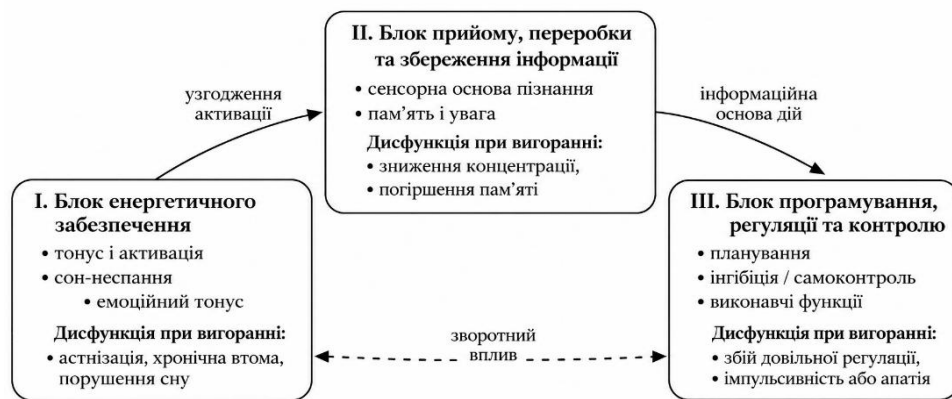 II. Блок прийому, переробки
та збереження інформації
• сенсорна основа пізнання
• пам’ять і увага
Дисфункція при вигоранні:
• зниження концентрації,
• погіршення пам’яті
узгодження
активації
інформаційна
основа дій
I. Блок енергетичного
забезпечення
• тонус і активація
• сон-неспання
• емоційний тонус
Дисфункція при вигоранні:
• астнізація, хронічна втома,
порушення сну
зворотний
вплив
III. Блок програмування,
регуляції та контролю
• планування
• інгібіція / самоконтроль
• виконавчі функції
Дисфункція при вигоранні:
• збій довільної регуляції,
• імпульсивність або апатія